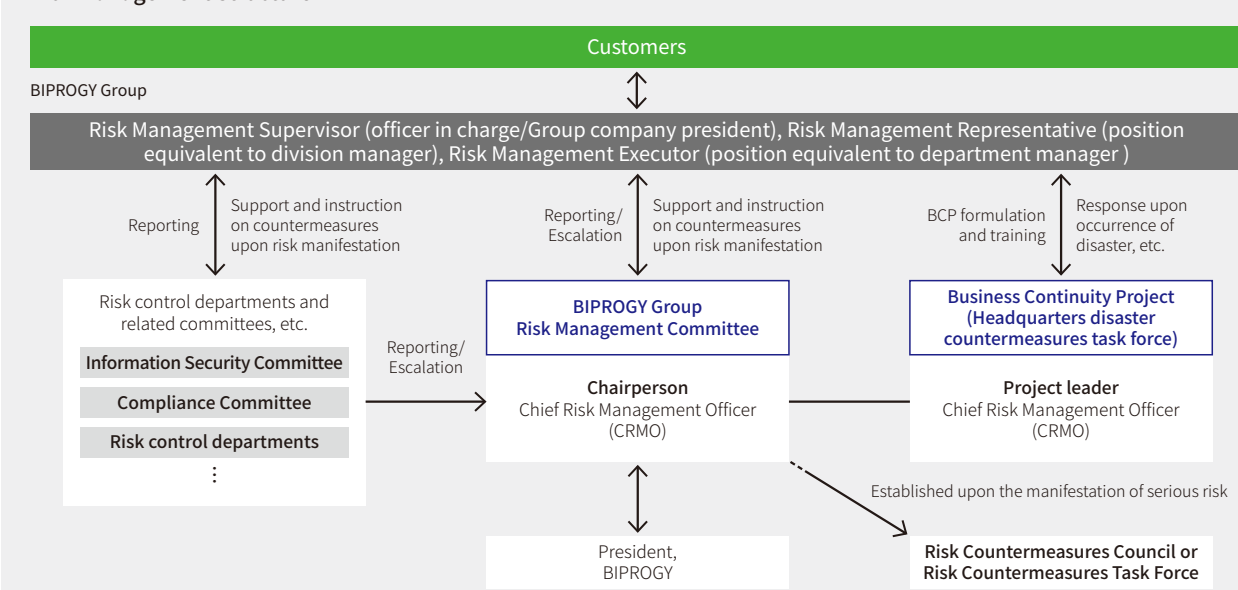 Customers
BIPROGY Group
Risk Management Supervisor (officer in charge/Group company president), Risk Management Representative (position
equivalent to division manager), Risk Management Executor (position equivalent to department manager )
Reporting
Support and instruction
on countermeasures
upon risk manifestation
Reporting/
Escalation
Support and instruction
on countermeasures
upon risk manifestation
BCP formulation
and training
Response upon
occurrence of
disaster, etc.
Risk control departments and
related committees, etc.
Information Security Committee
Compliance Committee
Risk control departments
⋮
Reporting/
Escalation
BIPROGY Group
Risk Management Committee
Chairperson
Chief Risk Management Officer
(CRMO)
Business Continuity Project
(Headquarters disaster
countermeasures task force)
Project leader
Chief Risk Management Officer
(CRMO)
Established upon the manifestation of serious risk
President,
BIPROGY
Risk Countermeasures Council or
Risk Countermeasures Task Force